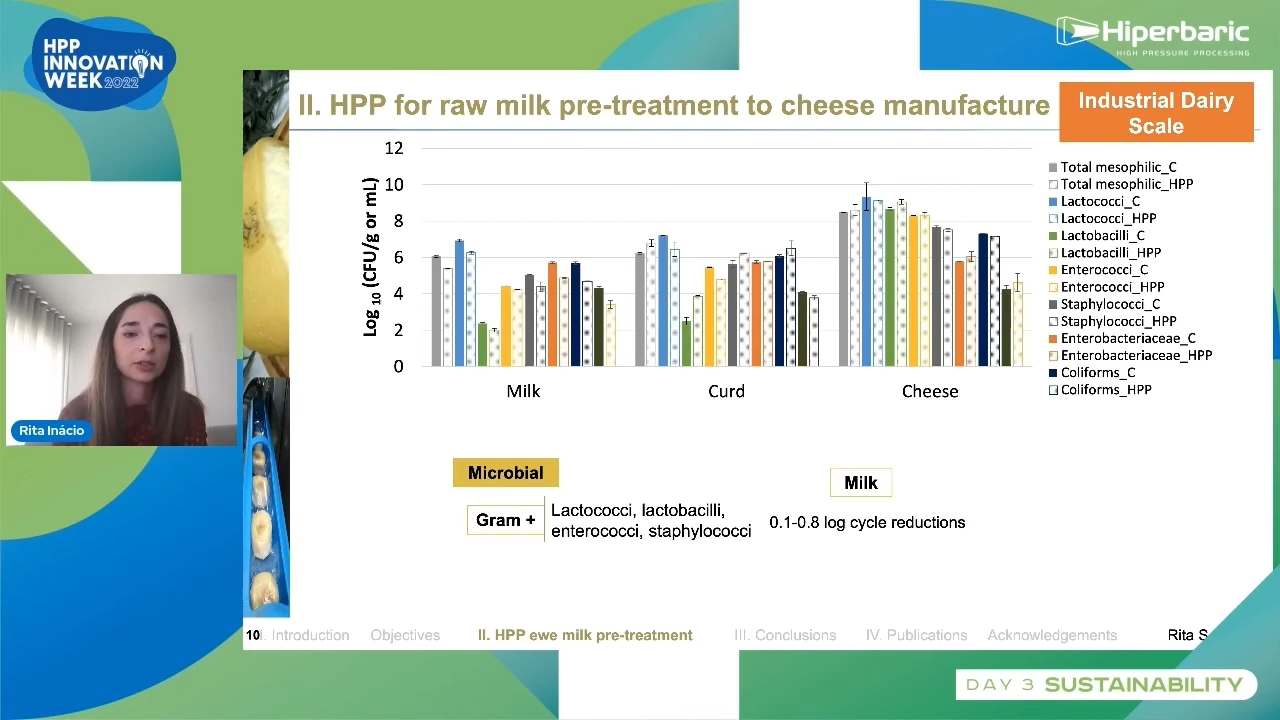 HPP
INNOVATION
WEEK 2022
Hiperbaric
HIGH PRESSURE PROCESSING
II. HPP for raw milk pre-treatment to cheese manufacture
Industrial Dairy
Scale
12
10
8
6
4
2
0
Log 10 (CFU/g or mL)
Milk
Curd
Cheese
Total mesophilic_C
Total mesophilic_HPP
Lactococci_C
Lactococci_HPP
Lactobacilli_C
Lactobacilli_HPP
Enterococci_C
Enterococci_HPP
Staphylococci_C
Staphylococci_HPP
Enterobacteriaceae_C
Enterobacteriaceae_HPP
Coliforms_C
Coliforms_HPP
Rita Inácio
Microbial
Milk
Gram +
Lactococci, lactobacilli,
enterococci, staphylococci
0.1-0.8 log cycle reductions
10 I. Introduction Objectives II. HPP ewe milk pre-treatment III. Conclusions IV. Publications Acknowledgements Rita S
DAY 3 SUSTAINABILITY